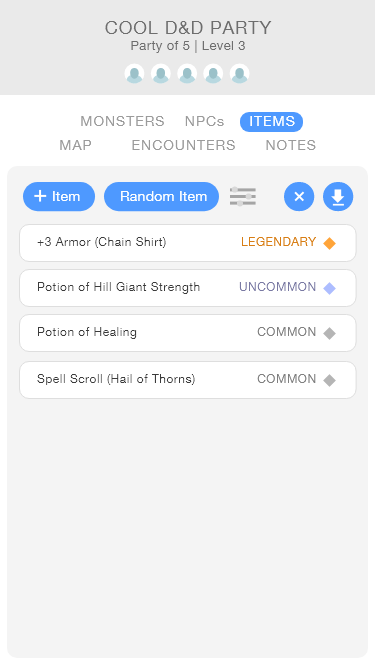 COOL D&D PARTY
Party of 5 | Level 3
MONSTERS NPCs ITEMS
MAP ENCOUNTERS NOTES
+ Item Random Item
+3 Armor (Chain Shirt) LEGENDARY
Potion of Hill Giant Strength UNCOMMON
Potion of Healing COMMON
Spell Scroll (Hail of Thorns) COMMON